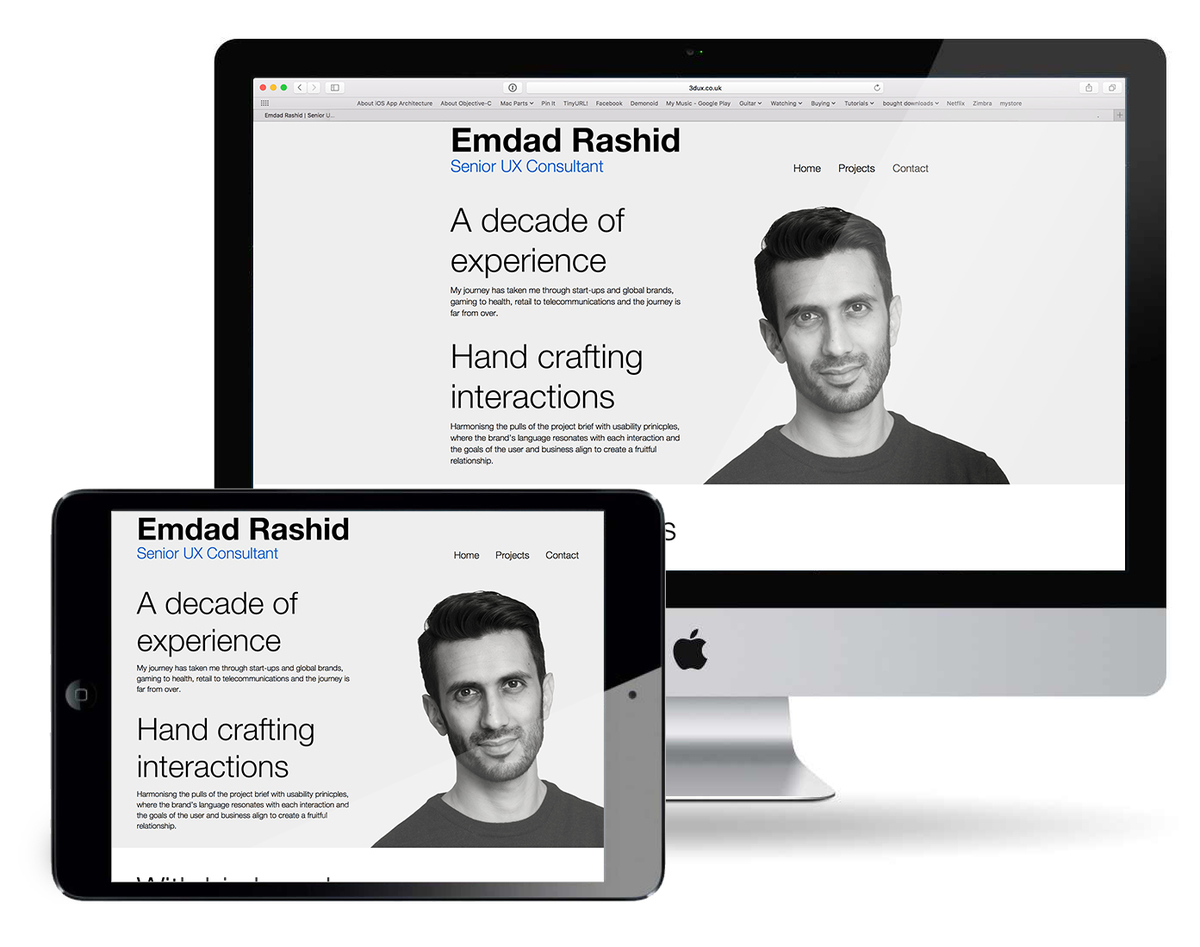 3dux.co.uk
About iOS App Architecture About Objective-C Mac Parts Pin It TinyURL! Facebook Demonoid My Music - Google Play Guitar Watching Buying Tutorials bought downloads Netflix Zimbra mystore
Emdad Rashid | Senior U...
Emdad Rashid
Senior UX Consultant
Home Projects Contact
A decade of
experience
My journey has taken me through start-ups and global brands,
gaming to health, retail to telecommunications and the journey is
far from over.
Hand crafting
interactions
Harmonisng the pulls of the project brief with usability prinicples,
where the brand's language resonates with each interaction and
the goals of the user and business align to create a fruitful
relationship.
s
Emdad Rashid
Senior UX Consultant
Home Projects Contact
A decade of
experience
My journey has taken me through start-ups and global brands,
gaming to health, retail to telecommunications and the journey is
far from over.
Hand crafting
interactions
Harmonisng the pulls of the project brief with usability prinicples,
where the brand's language resonates with each interaction and
the goals of the user and business align to create a fruitful
relationship.